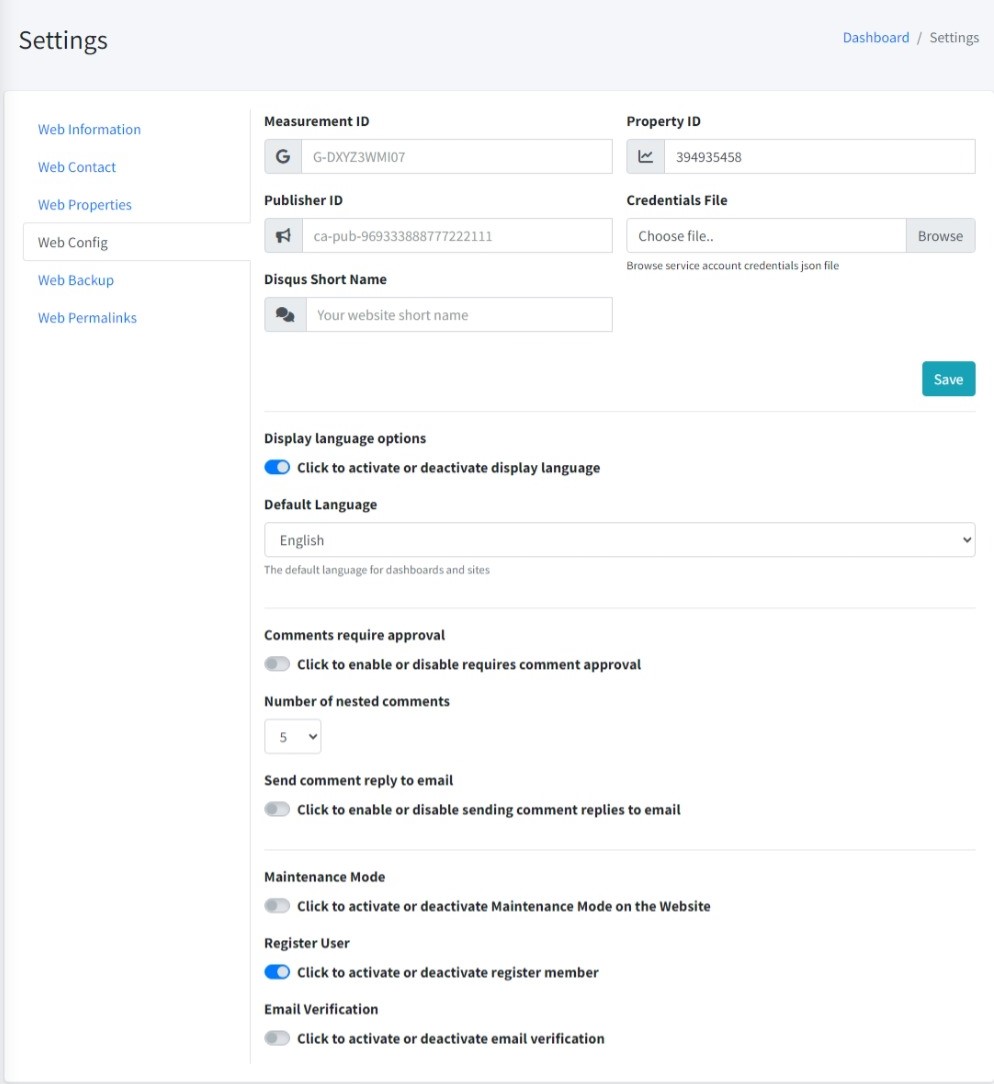 Settings
Dashboard / Settings
Web Information
Web Contact
Web Properties
Web Config
Web Backup
Web Permalinks
Measurement ID
G-DXYZ3WMI07
Property ID
394935458
Publisher ID
ca-pub-969333888777222111
Credentials File
Choose file..
Browse
Browse service account credentials json file
Disqus Short Name
Your website short name
Save
Display language options
Click to activate or deactivate display language
Default Language
English
The default language for dashboards and sites
Comments require approval
Click to enable or disable requires comment approval
Number of nested comments
5
Send comment reply to email
Click to enable or disable sending comment replies to email
Maintenance Mode
Click to activate or deactivate Maintenance Mode on the Website
Register User
Click to activate or deactivate register member
Email Verification
Click to activate or deactivate email verification